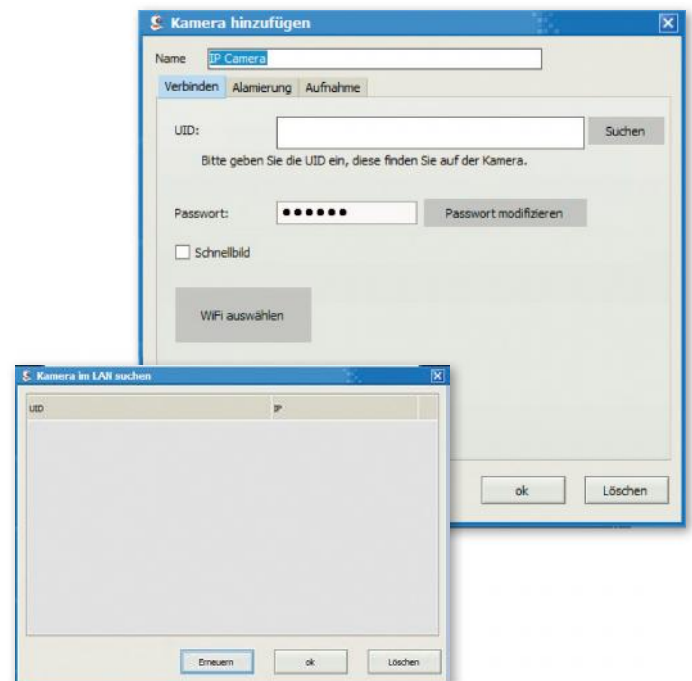 Kamera hinzufügen
Name IP Camera
Verbinden Alamierung Aufnahme
UID: Suchen
Bitte geben Sie die UID ein, diese finden Sie auf der Kamera.
Passwort: ●●●●●● Passwort modifizieren
Schnellbild
WiFi auswählen
ok Löschen
Kamera im LAN suchen
UID IP
Erneuern ok Löschen